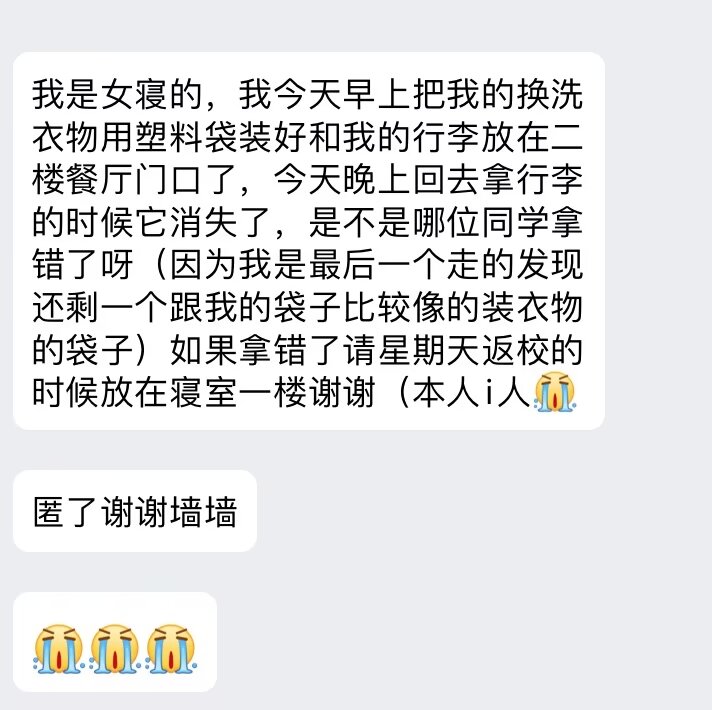 我是女寝的，我今天早上把我的换洗
衣物用塑料袋装好和我的行李放在二
楼餐厅门口了，今天晚上回去拿行李
的时候它消失了，是不是哪位同学拿
错了呀（因为我是最后一个走的发现
还剩一个跟我的袋子比较像的装衣物
的袋子）如果拿错了请星期天返校的
时候放在寝室一楼谢谢（本人i人😭
匿了谢谢墙墙
😭😭😭